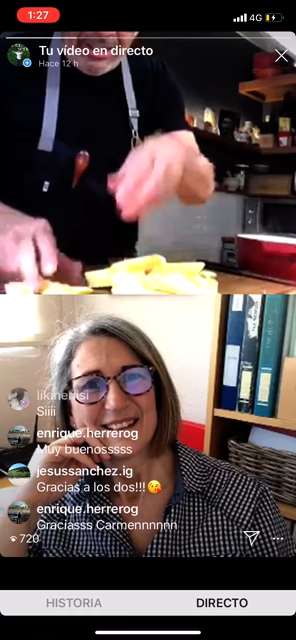 1:27
4G
Tu vídeo en directo
Hace 12 h
Siiii
enrique.herrerog
Muy buenosssss
jesussanchez.ig
Gracias a los dos!!!😘
enrique.herrerog
Graciasss Carmennnnnn
720
HISTORIA
DIRECTO